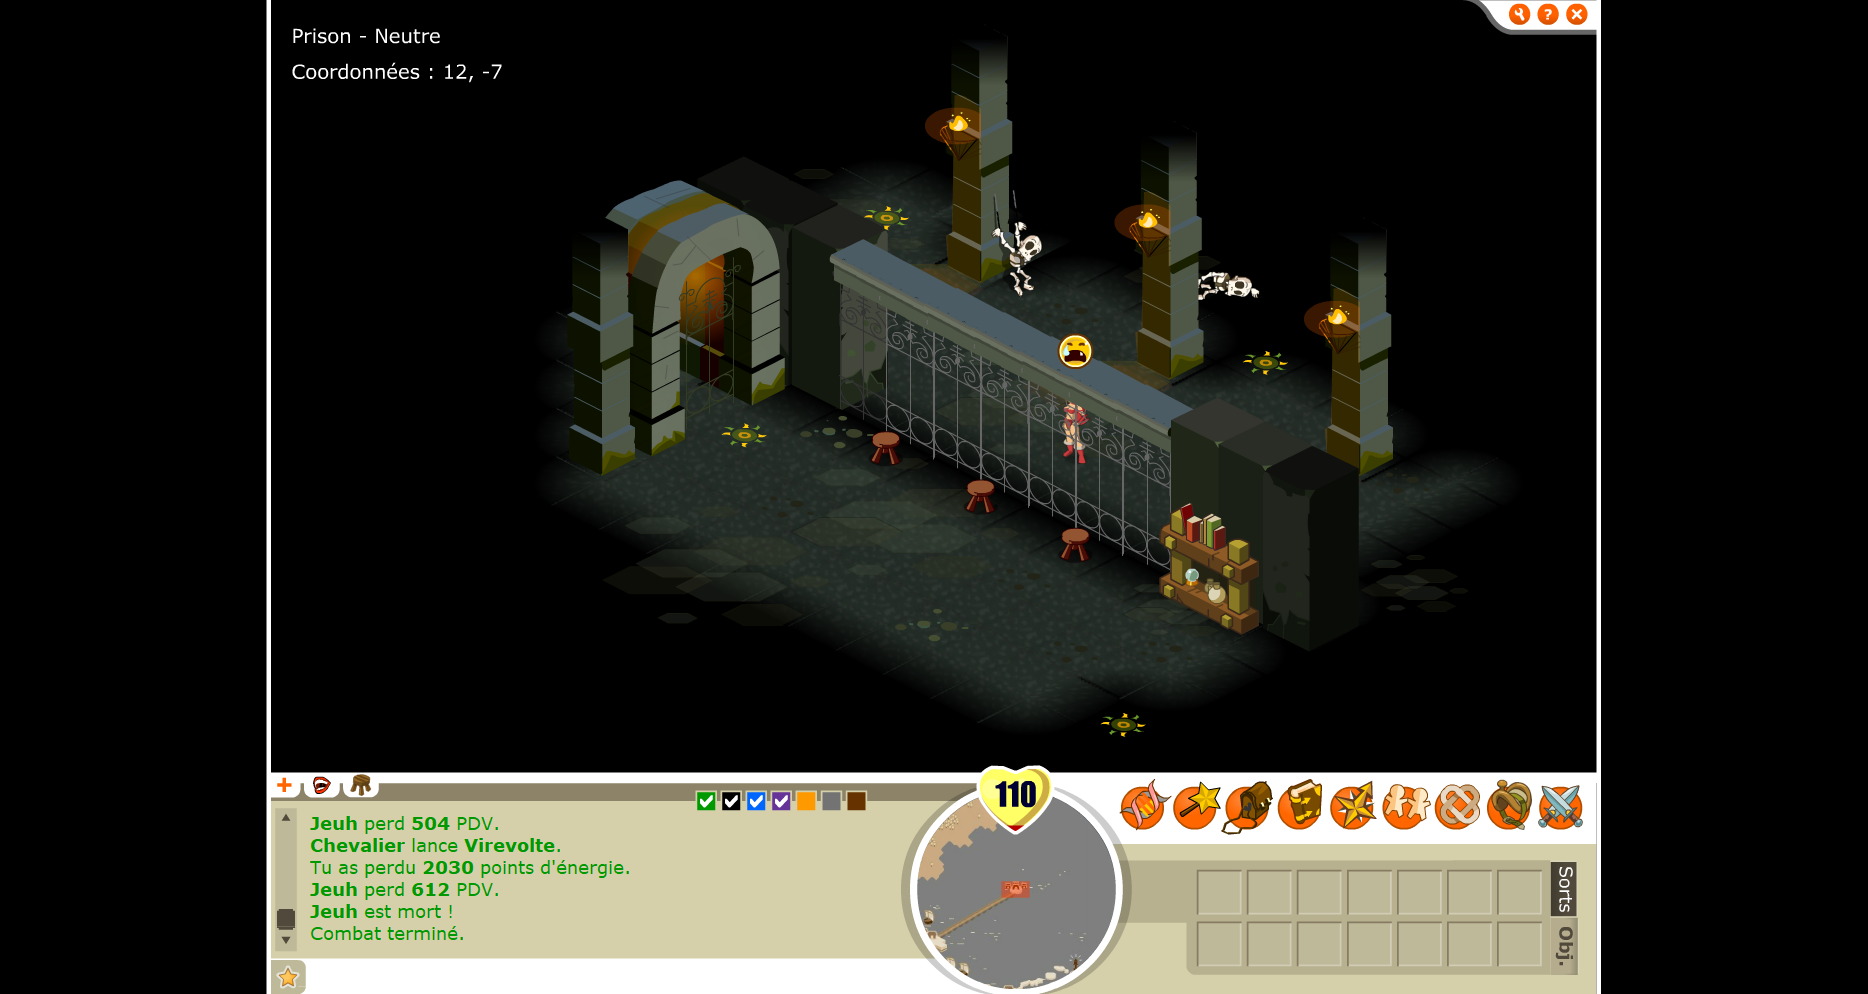 Prison - Neutre
Coordonnées : 12, -7
110
Jeuh perd 504 PDV.
Chevalier lance Virevolte.
Tu as perdu 2030 points d'énergie.
Jeuh perd 612 PDV.
Jeuh est mort !
Combat terminé.
Sorts
Obj.